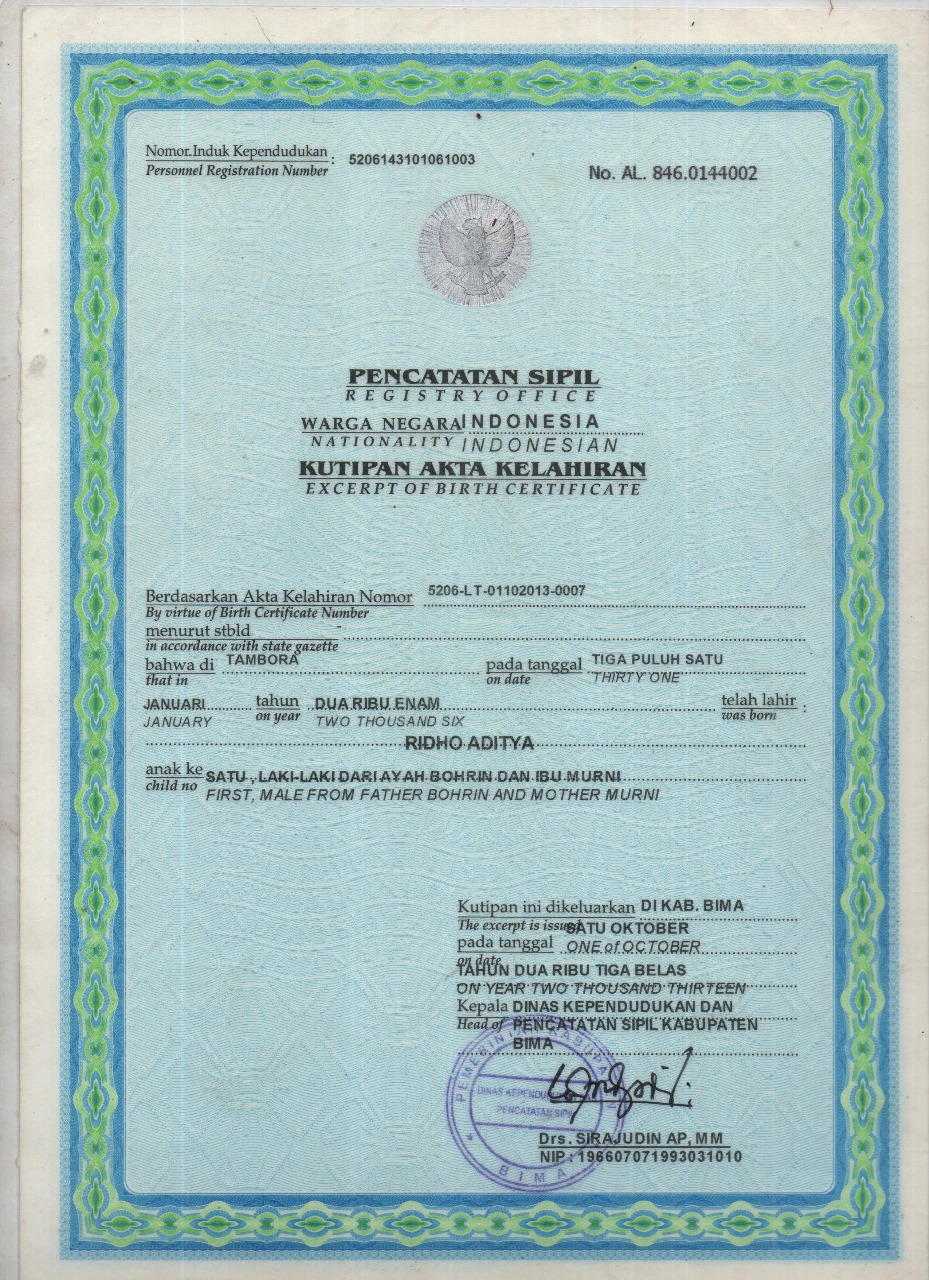 Nomor.Induk Kependudukan : 5206143101061003
Personnel Registration Number
No. AL. 846.0144002
PENCATATAN SIPIL
REGISTRY OFFICE
WARGA NEGARA INDONESIA
NATIONALITY INDONESIAN
KUTIPAN AKTA KELAHIRAN
EXCERPT OF BIRTH CERTIFICATE
Berdasarkan Akta Kelahiran Nomor 5206-LT-01102013-0007
By virtue of Birth Certificate Number
menurut stbld -
in accordance with state gazette
bahwa di TAMBORA pada tanggal TIGA PULUH SATU
that in on date THIRTY ONE
JANUARI tahun DUA RIBU ENAM telah lahir :
JANUARY on year TWO THOUSAND SIX was born
RIDHO ADITYA
anak ke SATU , LAKI-LAKI DARI AYAH BOHRIN DAN IBU MURNI
child no FIRST, MALE FROM FATHER BOHRIN AND MOTHER MURNI
Kutipan ini dikeluarkan DI KAB. BIMA
The excerpt is issued SATU OKTOBER
pada tanggal ONE of OCTOBER
on date
TAHUN DUA RIBU TIGA BELAS
ON YEAR TWO THOUSAND THIRTEEN
Kepala DINAS KEPENDUDUKAN DAN
Head of PENCATATAN SIPIL KABUPATEN
BIMA
PEMERINTAH KABUPATEN
DINAS KEPENDUDUKAN
PENCATATAN SIPIL
BIMA
Drs. SIRAJUDIN AP, MM
NIP : 196607071993031010